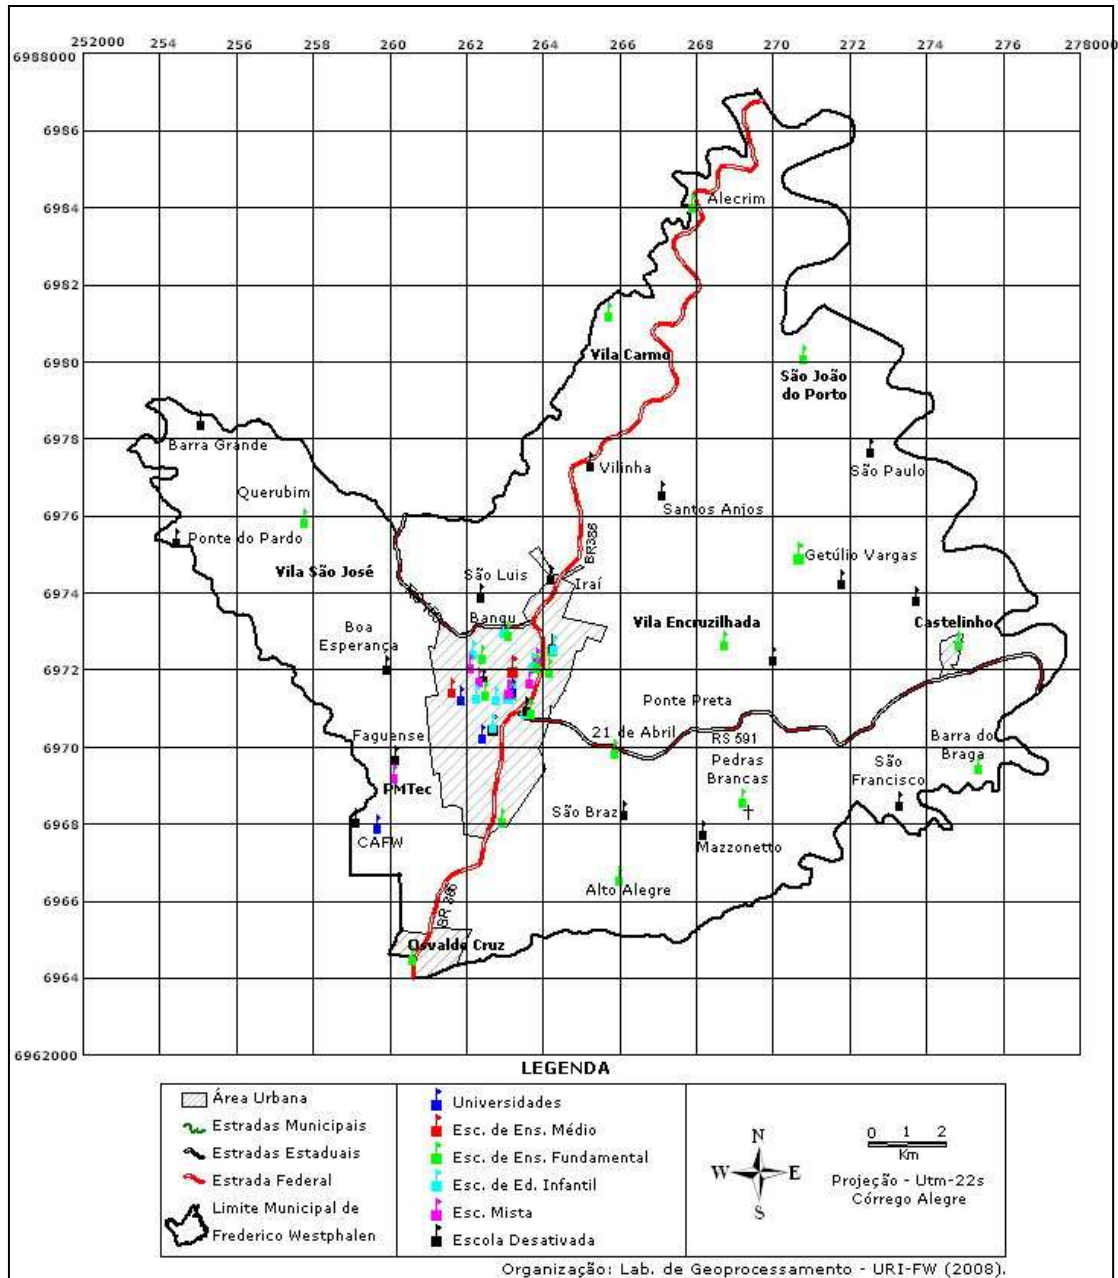 252000 254 256 258 260 262 264 266 268 270 272 274 276 278000
6988000
6986
6984
6982
6980
6978
6976
6974
6972
6970
6968
6966
6964
6962000
Alecrim
Vila Carmo
São João
do Porto
Barra Grande
Vilinha
São Paulo
Querubim
Santos Anjos
Ponte do Pardo
BR386
Getúlio Vargas
Vila São José
São Luis
Iraí
Bangu
Boa
Esperança
Vila Encruzilhada
Castelinho
Ponte Preta
Faguense
21 de Abril
RS 591
Pedras
Brancas
São
Francisco
Barra do
Braga
PMTec
São Braz
CAFW
Mazzonetto
Alto Alegre
BR 386
Osvaldo Cruz
LEGENDA
Área Urbana
Estradas Municipais
Estradas Estaduais
Estrada Federal
Limite Municipal de
Frederico Westphalen
Universidades
Esc. de Ens. Médio
Esc. de Ens. Fundamental
Esc. de Ed. Infantil
Esc. Mista
Escola Desativada
N
W E
S
0 1 2
Km
Projeção - Utm-22s
Córrego Alegre
Organização: Lab. de Geoprocessamento - URI-FW (2008).